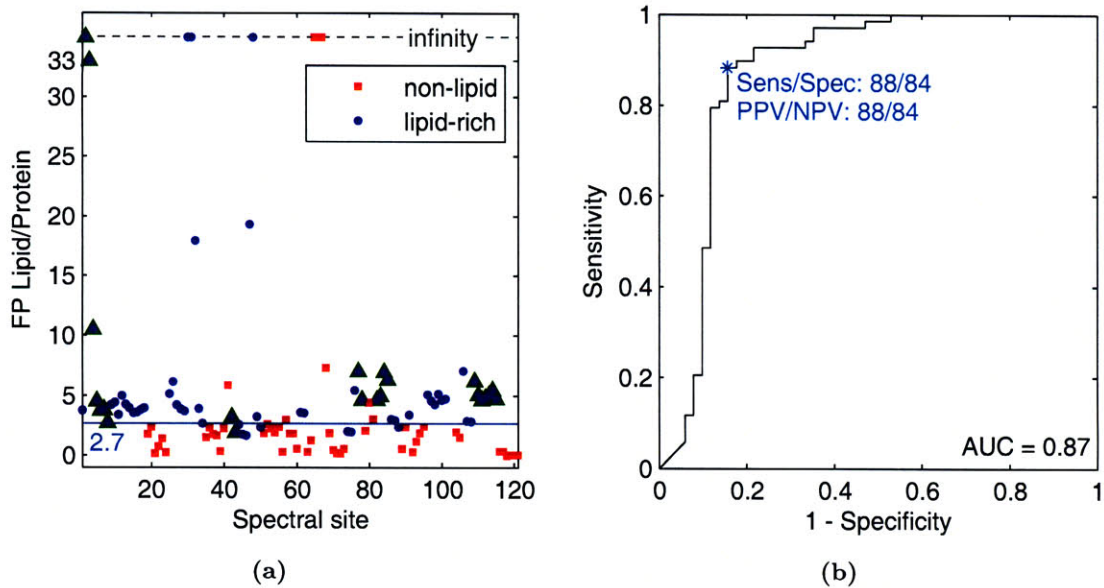 infinity
33
30
25
20
15
10
5
0
non-lipid
lipid-rich
2.7
20 40 60 80 100 120
FP Lipid/Protein
Spectral site
(a)
1
0.8
0.6
0.4
0.2
0
Sens/Spec: 88/84
PPV/NPV: 88/84
AUC = 0.87
0 0.2 0.4 0.6 0.8 1
Sensitivity
1 - Specificity
(b)